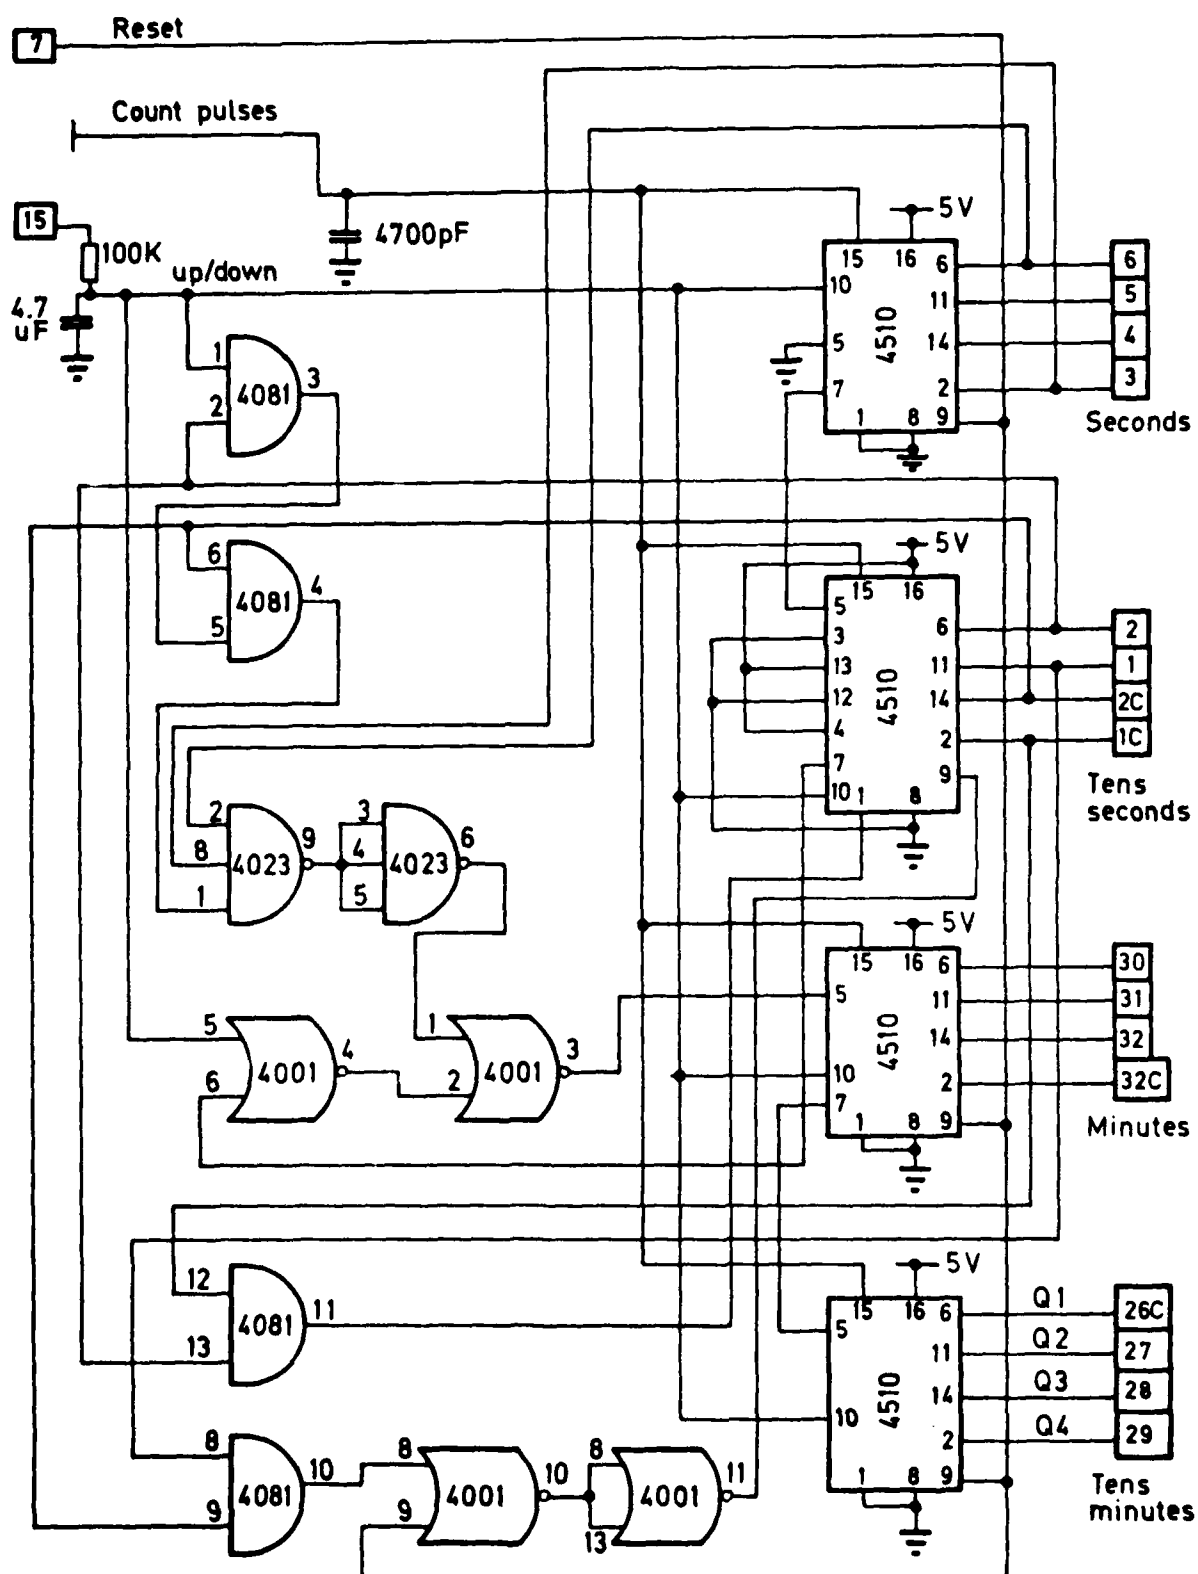 7 Reset
Count pulses
15
100K
4700pF
up/down
4.7
uF
5V
15 16 6 6
10 11 5
5 4510 14 4
7 2 3
1 8 9
Seconds
1
2 4081 3
6
5 4081 4
5V
15 16
5
3 6 2
13 11 1
12 4510 14 2C
4 2 1C
7 9
10 1 8
Tens
seconds
2
8 4023 9
1
3
4 4023 6
5
5V
15 16 6 30
5 11 31
4510 14 32
10 2 32C
7 1 8 9
Minutes
5
6 4001 4
1
2 4001 3
12
13 4081 11
5V
15 16 6 Q1 26C
5 11 Q2 27
4510 14 Q3 28
10 2 Q4 29
1 8 9
Tens
minutes
8
9 4081 10
8
9 4001 10
8
13 4001 11